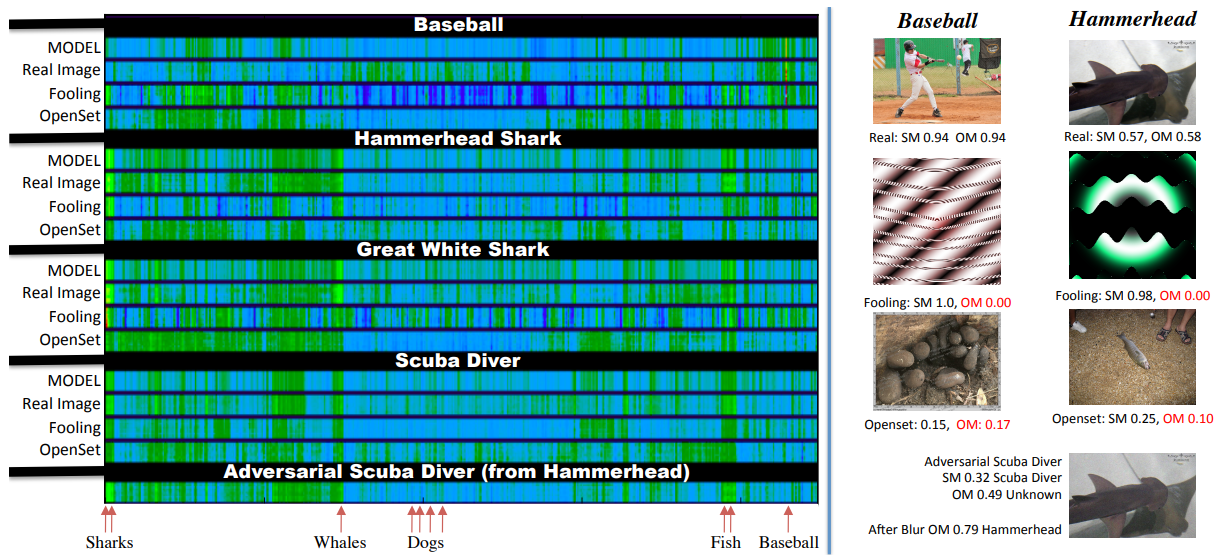 Baseball
MODEL
Real Image
Fooling
OpenSet
Hammerhead Shark
MODEL
Real Image
Fooling
OpenSet
Great White Shark
MODEL
Real Image
Fooling
OpenSet
Scuba Diver
MODEL
Real Image
Fooling
OpenSet
Adversarial Scuba Diver (from Hammerhead)
Sharks
Whales
Dogs
Fish
Baseball
Baseball
Hammerhead
Real: SM 0.94 OM 0.94
Real: SM 0.57, OM 0.58
Fooling: SM 1.0, OM 0.00
Fooling: SM 0.98, OM 0.00
Openset: 0.15, OM: 0.17
Openset: SM 0.25, OM 0.10
Adversarial Scuba Diver
SM 0.32 Scuba Diver
OM 0.49 Unknown
After Blur OM 0.79 Hammerhead